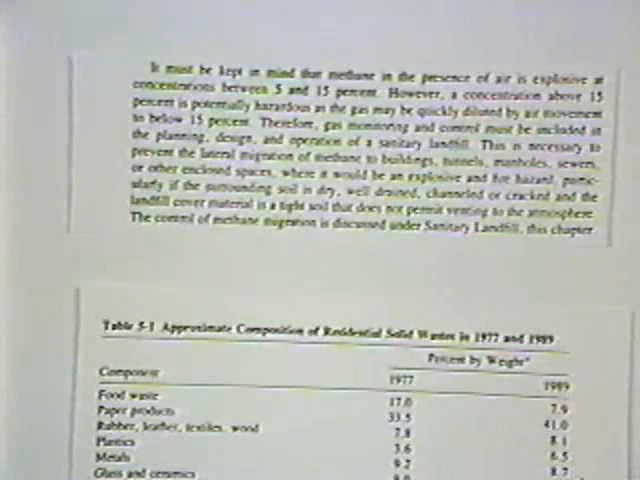 It must be kept in mind that methane in the presence of air is explosive at
concentrations between 5 and 15 percent. However, a concentration above 15
percent is potentially hazardous as the gas may be quickly diluted by air movement
to below 15 percent. Therefore, gas monitoring and control must be included in
the planning, design, and operation of a sanitary landfill. This is necessary to
prevent the lateral migration of methane to buildings, tunnels, manholes, sewers,
or other enclosed spaces, where it would be an explosive and fire hazard, partic-
ularly if the surrounding soil is dry, well drained, channeled or cracked and the
landfill cover material is a tight soil that does not permit venting to the atmosphere.
The control of methane migration is discussed under Sanitary Landfill, this chapter
Table 5-1 Approximate Composition of Residential Solid Wastes in 1977 and 1989
Percent by Weight*
Component 1977 1989
Food waste 17.0 7.9
Paper products 33.5 41.0
Rubber, leather, textiles, wood 7.8 8.1
Plastics 3.6 6.5
Metals 9.2 8.7
Glass and ceramics